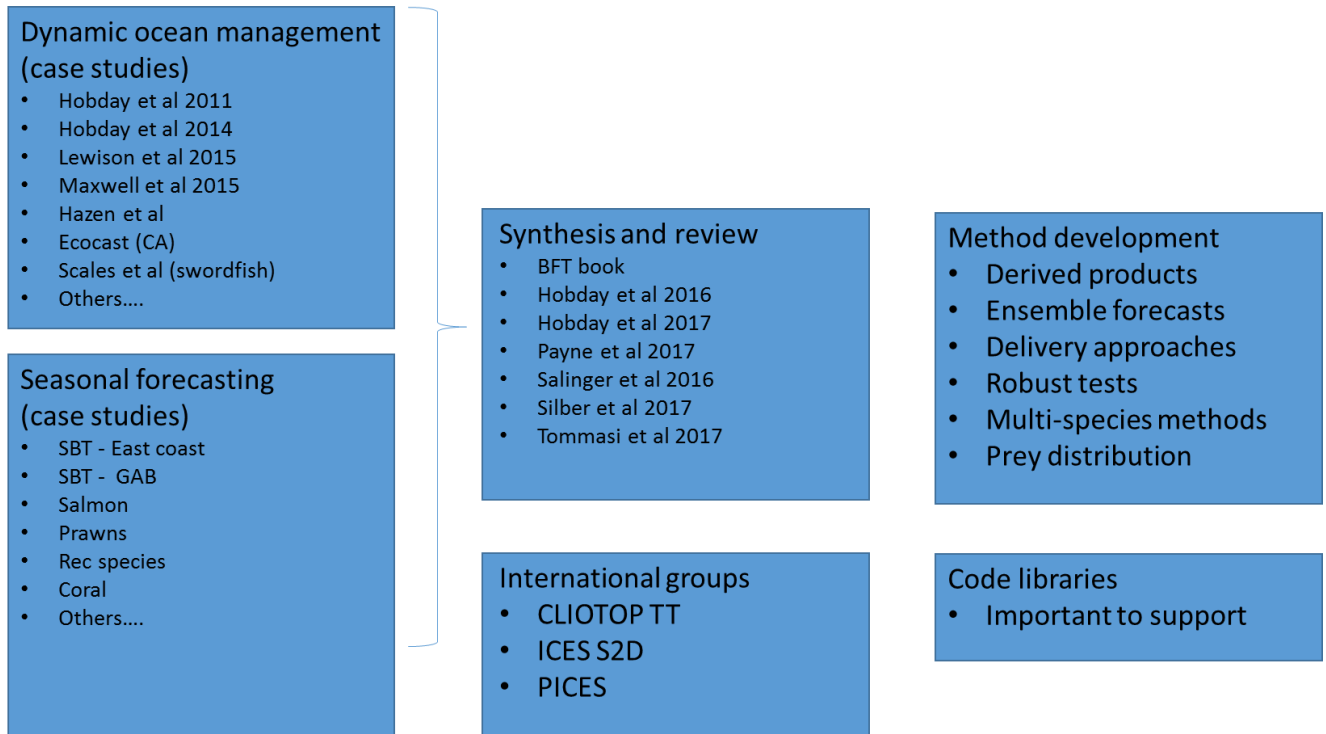 Dynamic ocean management
(case studies)
• Hobday et al 2011
• Hobday et al 2014
• Lewison et al 2015
• Maxwell et al 2015
• Hazen et al
• Ecocast (CA)
• Scales et al (swordfish)
• Others....
Seasonal forecasting
(case studies)
• SBT - East coast
• SBT - GAB
• Salmon
• Prawns
• Rec species
• Coral
• Others....
Synthesis and review
• BFT book
• Hobday et al 2016
• Hobday et al 2017
• Payne et al 2017
• Salinger et al 2016
• Silber et al 2017
• Tommasi et al 2017
International groups
• CLIOTOP TT
• ICES S2D
• PICES
Method development
• Derived products
• Ensemble forecasts
• Delivery approaches
• Robust tests
• Multi-species methods
• Prey distribution
Code libraries
• Important to support